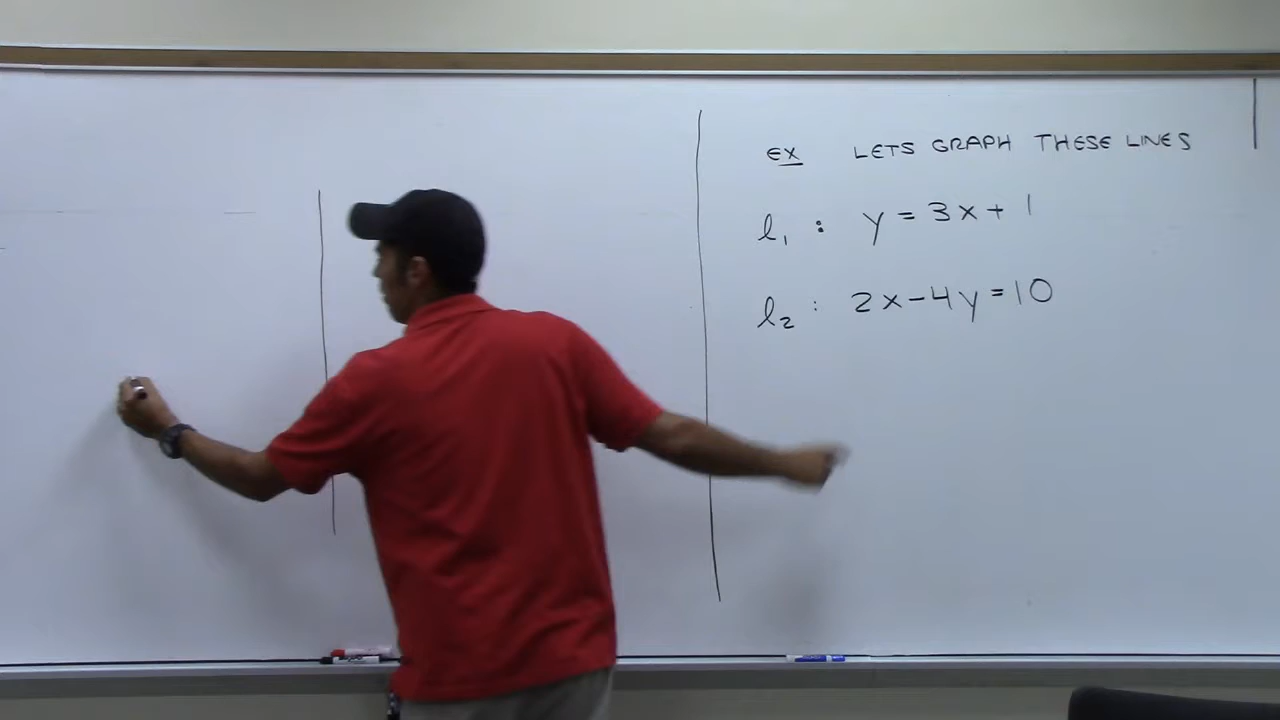 EX LETS GRAPH THESE LINES
l₁ : y = 3x + 1
l₂ : 2x - 4y = 10